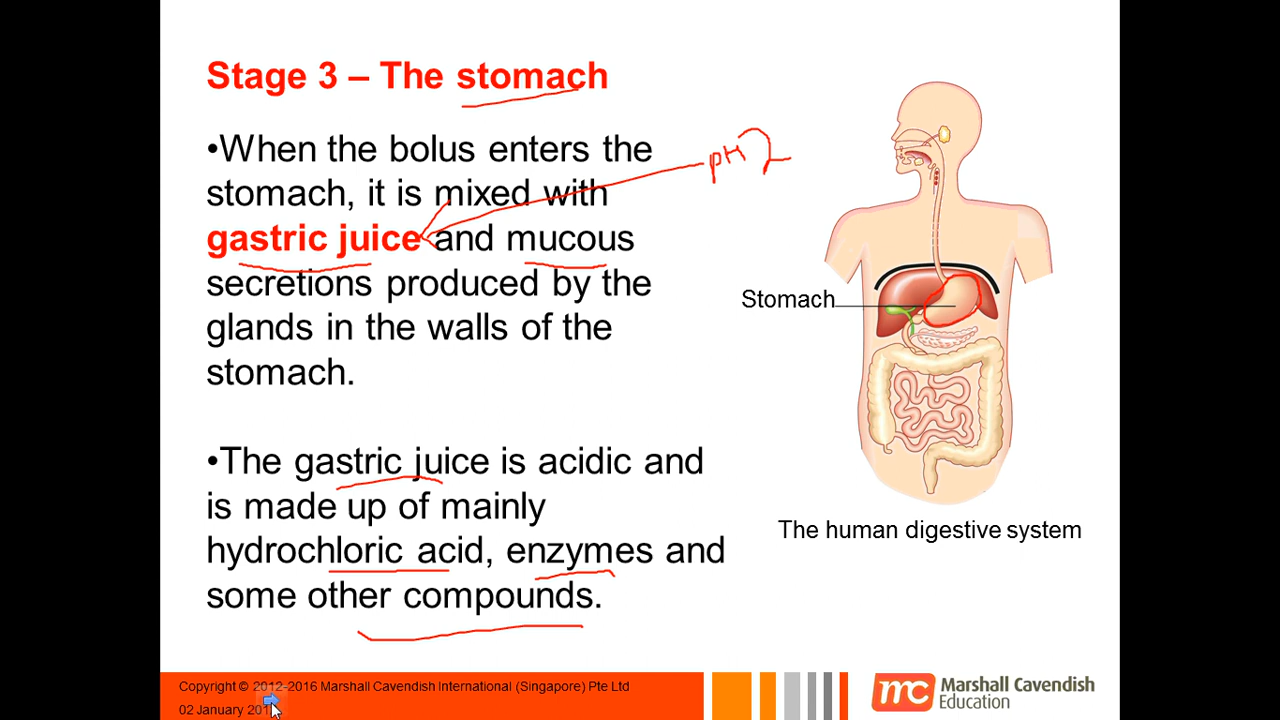 Stage 3 – The stomach
•When the bolus enters the
stomach, it is mixed with
gastric juice and mucous
secretions produced by the
glands in the walls of the
stomach.
•The gastric juice is acidic and
is made up of mainly
hydrochloric acid, enzymes and
some other compounds.
pH 2
Stomach
The human digestive system
Copyright © 2012-2016 Marshall Cavendish International (Singapore) Pte Ltd
02 January
mc Marshall Cavendish
Education